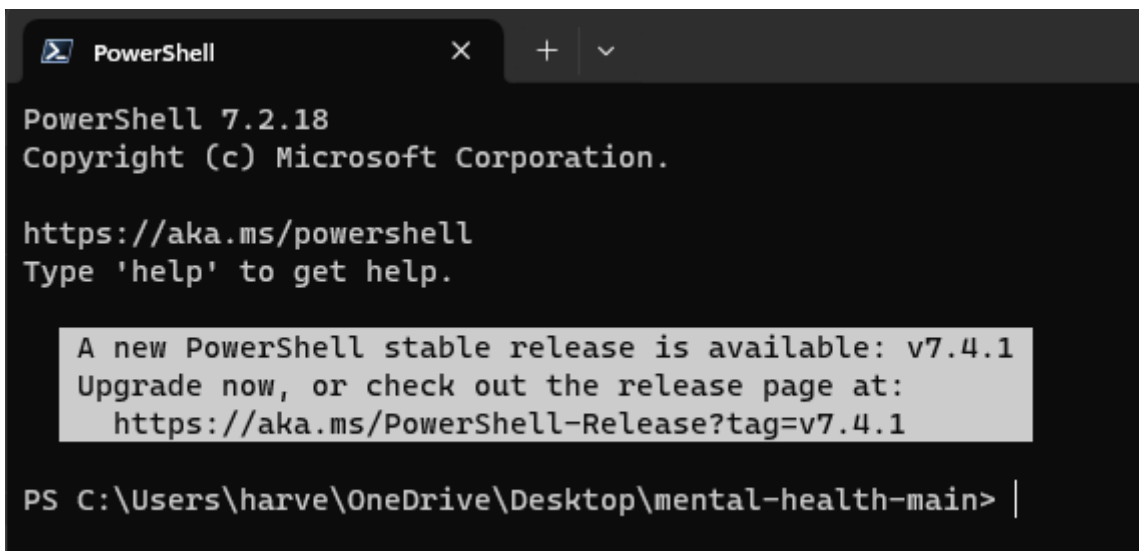 PowerShell
PowerShell 7.2.18
Copyright (c) Microsoft Corporation.
https://aka.ms/powershell
Type 'help' to get help.
A new PowerShell stable release is available: v7.4.1
Upgrade now, or check out the release page at:
https://aka.ms/PowerShell-Release?tag=v7.4.1
PS C:\Users\harve\OneDrive\Desktop\mental-health-main>